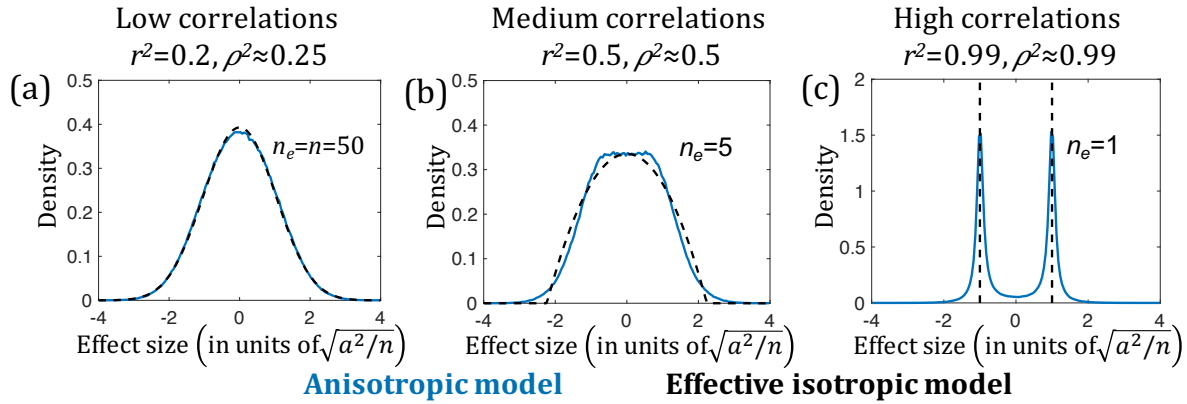 Low correlations
r²=0.2, ρ²≈0.25
Medium correlations
r²=0.5, ρ²≈0.5
High correlations
r²=0.99, ρ²≈0.99
(a)
0.5
0.4
0.3
0.2
0.1
0
Density
nₑ=n=50
-4 -2 0 2 4
Effect size (in units of √a²/n)
(b)
0.5
0.4
0.3
0.2
0.1
0
Density
nₑ=5
-4 -2 0 2 4
Effect size (in units of √a²/n)
(c)
2
1.5
1
0.5
0
Density
nₑ=1
-4 -2 0 2 4
Effect size (in units of √a²/n)
Anisotropic model
Effective isotropic model